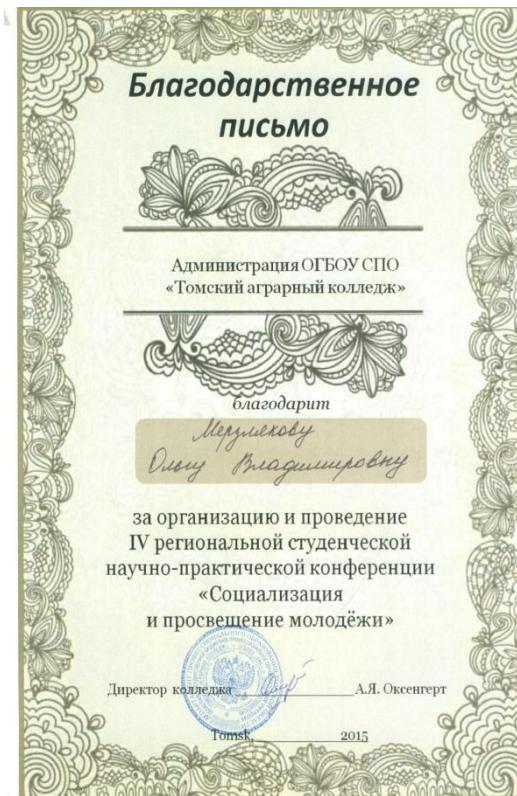 Благодарственное
письмо
Администрация ОГБОУ СПО
«Томский аграрный колледж»
благодарит
Мерзлякову
Ольгу Владимировну
за организацию и проведение
IV региональной студенческой
научно-практической конференции
«Социализация
и просвещение молодёжи»
Директор колледжа А.Я. Оксенгерт
Tomsk, 2015